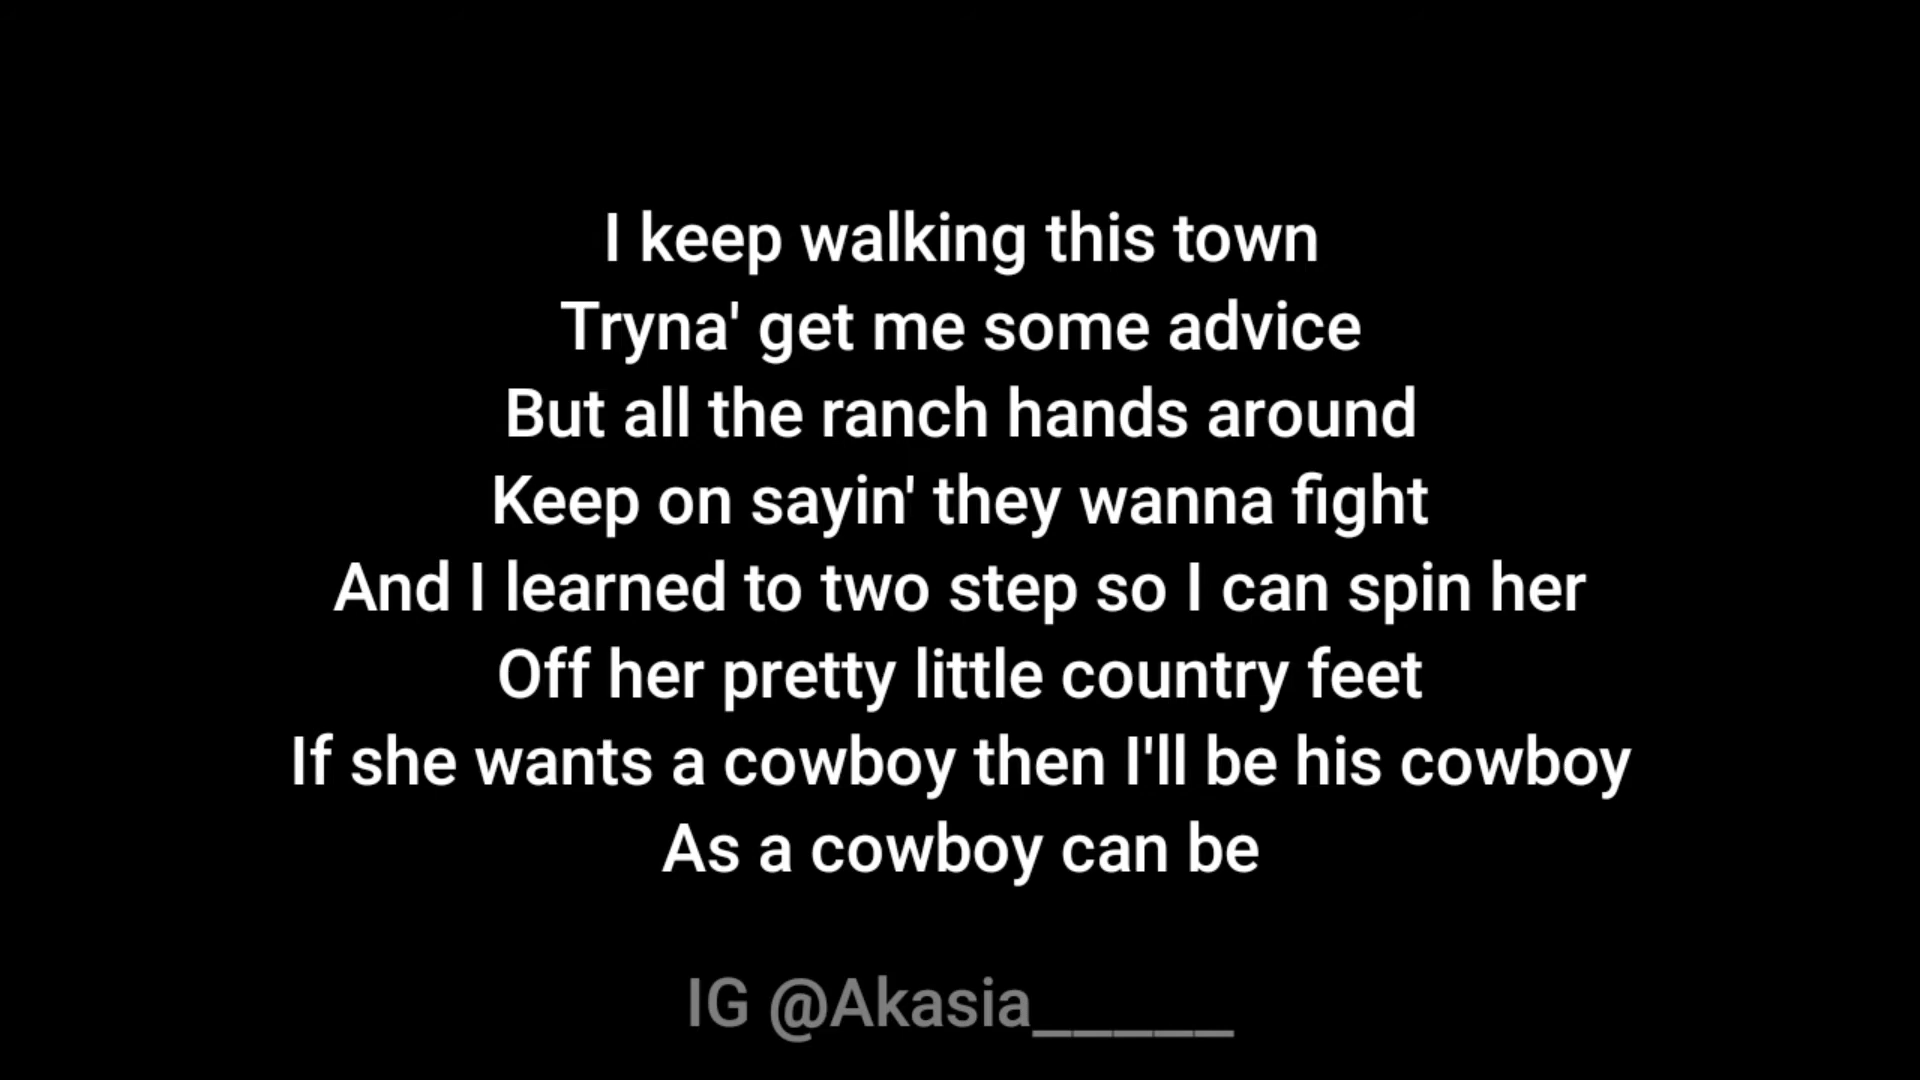 I keep walking this town
Tryna' get me some advice
But all the ranch hands around
Keep on sayin' they wanna fight
And I learned to two step so I can spin her
Off her pretty little country feet
If she wants a cowboy then I'll be his cowboy
As a cowboy can be
IG @Akasia_____